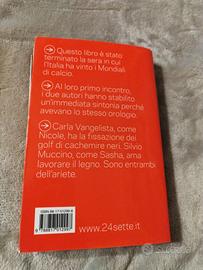 Questo libro è stato
terminato la sera in cui
l'Italia ha vinto i Mondiali
di calcio.
Al loro primo incontro,
i due autori hanno stabilito
un'immediata sintonia perché
avevano lo stesso orologio.
Carla Vangelista, come
Nicole, ha la fissazione dei
golf di cachemire neri. Silvio
Muccino, come Sasha, ama
lavorare il legno. Sono entrambi
dell'ariete.
www.24sette.it